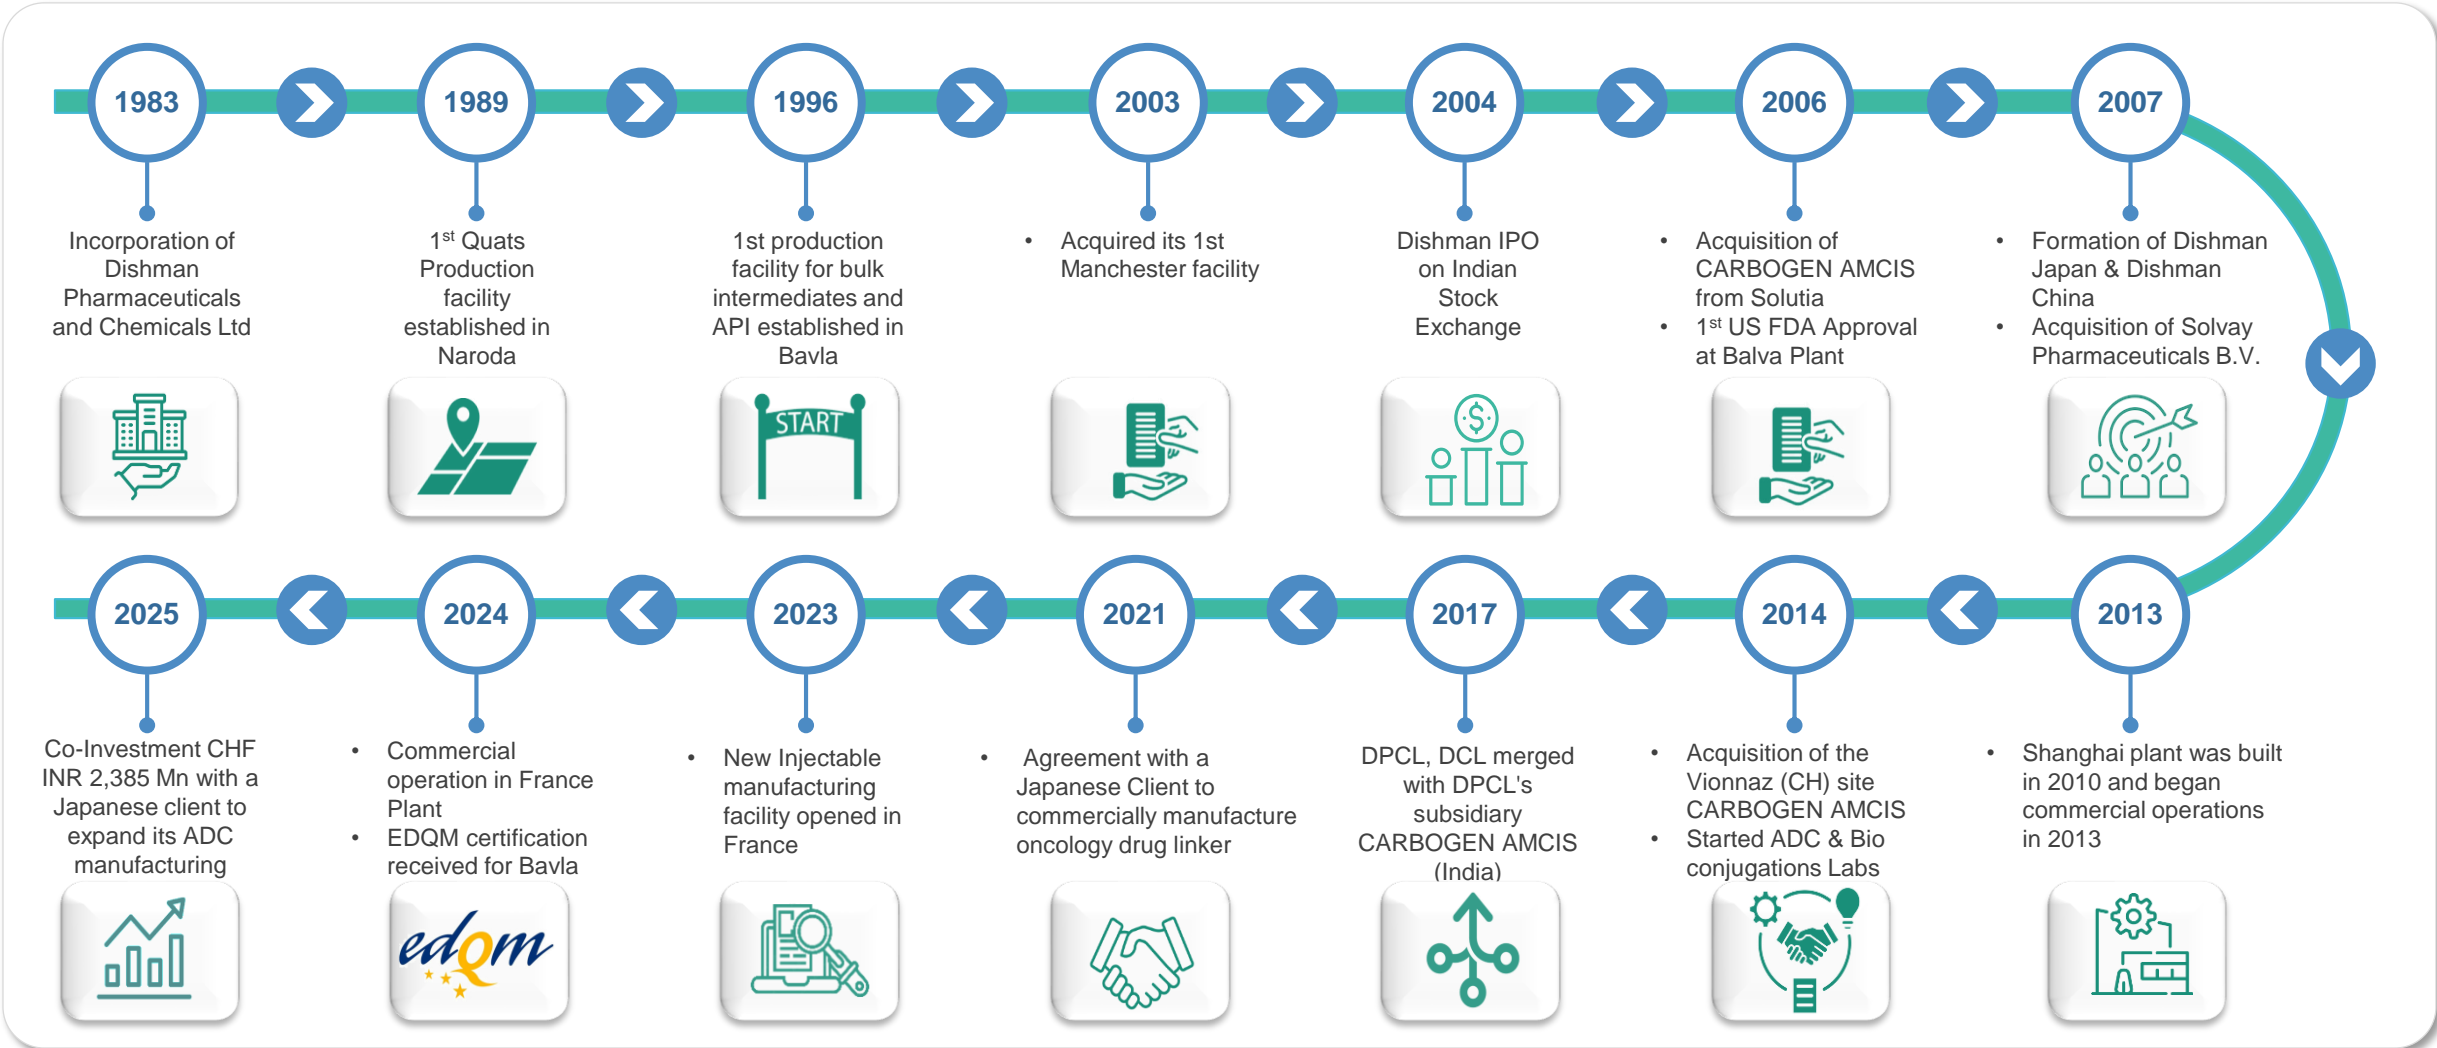 1983
Incorporation of
Dishman
Pharmaceuticals
and Chemicals Ltd
1989
1st Quats
Production
facility
established in
Naroda
1996
1st production
facility for bulk
intermediates and
API established in
Bavla
START
2003
• Acquired its 1st
Manchester facility
2004
Dishman IPO
on Indian
Stock
Exchange
$
2006
• Acquisition of
CARBOGEN AMCIS
from Solutia
• 1st US FDA Approval
at Balva Plant
2007
• Formation of Dishman
Japan & Dishman
China
• Acquisition of Solvay
Pharmaceuticals B.V.
2013
• Shanghai plant was built
in 2010 and began
commercial operations
in 2013
2014
• Acquisition of the
Vionnaz (CH) site
CARBOGEN AMCIS
• Started ADC & Bio
conjugations Labs
2017
DPCL, DCL merged
with DPCL's
subsidiary
CARBOGEN AMCIS
(India)
2021
• Agreement with a
Japanese Client to
commercially manufacture
oncology drug linker
2023
• New Injectable
manufacturing
facility opened in
France
2024
• Commercial
operation in France
Plant
• EDQM certification
received for Bavla
edQm
2025
Co-Investment CHF
INR 2,385 Mn with a
Japanese client to
expand its ADC
manufacturing